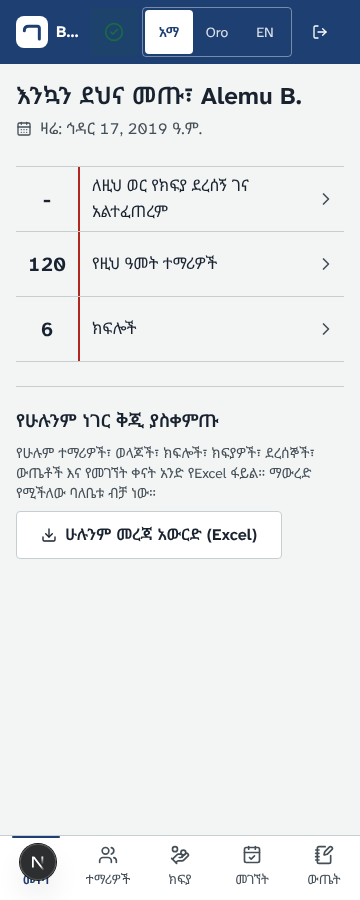 B...
አማ
Oro
EN
እንኳን ደህና መጡ፣ Alemu B.
ዛሬ: ኅዳር 17, 2019 ዓ.ም.
-
ለዚህ ወር የክፍያ ደረሰኝ ገና
አልተፈጠረም
120
የዚህ ዓመት ተማሪዎች
6
ክፍሎች
የሁሉንም ነገር ቅጂ ያስቀምጡ
የሁሉም ተማሪዎች፣ ወላጆች፣ ክፍሎች፣ ክፍያዎች፣ ደረሰኞች፣
ውጤቶች እና የመገኘት ቀናት አንድ የExcel ፋይል። ማውረድ
የሚችለው ባለቤቱ ብቻ ነው።
ሁሉንም መረጃ አውርድ (Excel)
N
ተማሪዎች
ክፍያ
መገኘት
ውጤት